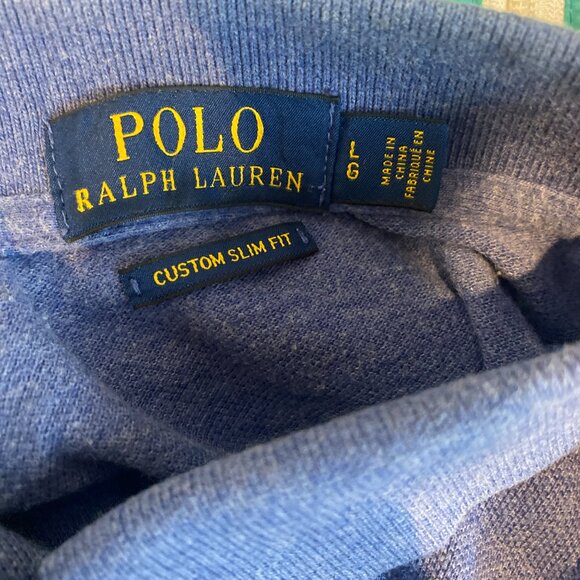 POLO
RALPH LAUREN
L
G
MADE IN
CHINA
FABRIQUÉ EN
CHINE
CUSTOM SLIM FIT